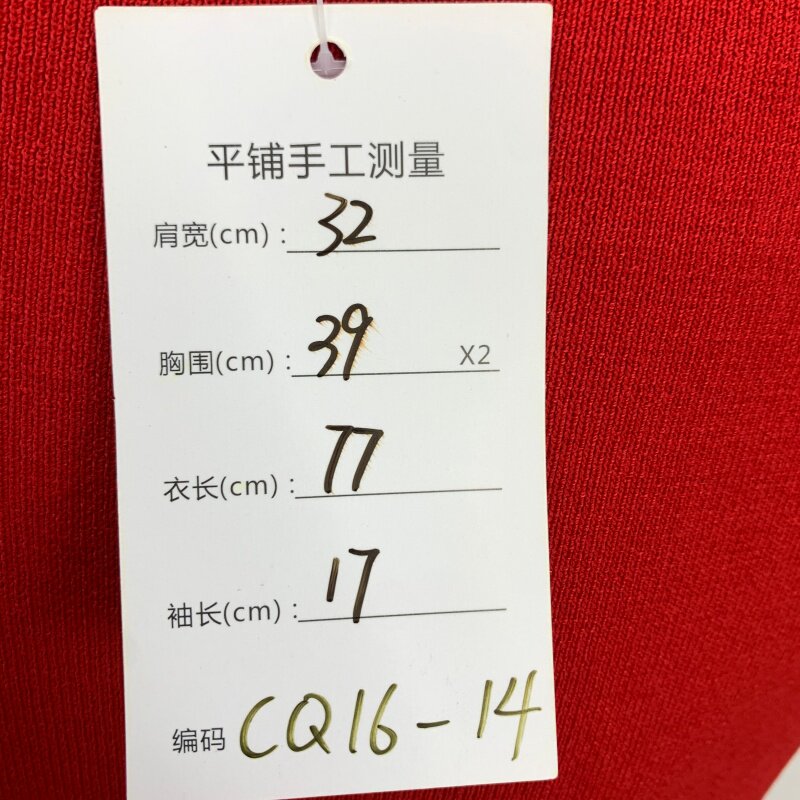 平铺手工测量
肩宽(cm)：32
胸围(cm)：39 X2
衣长(cm)：77
袖长(cm)：17
编码 CQ16-14